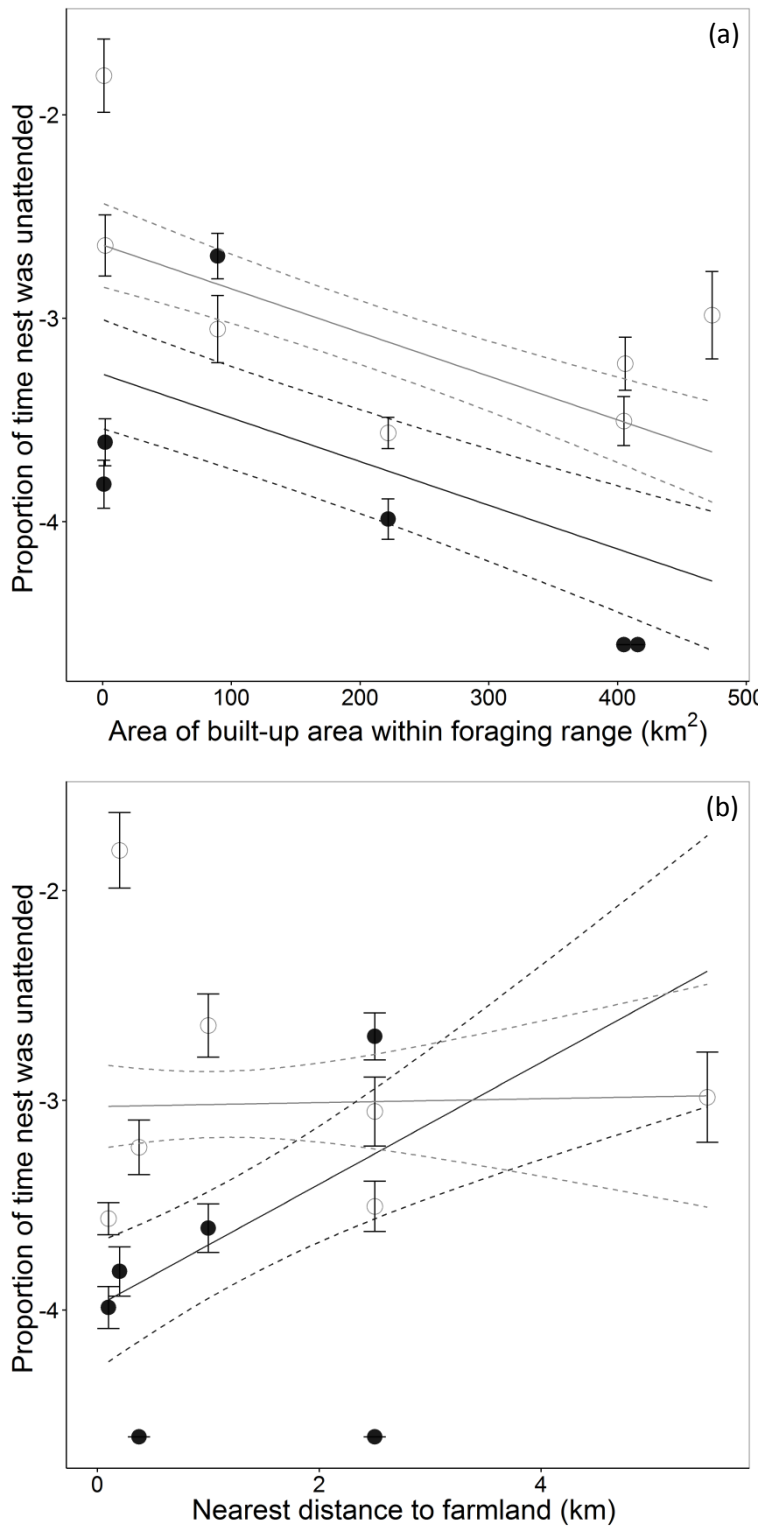 (a)
Proportion of time nest was unattended
-2
-3
-4
0 100 200 300 400 500
Area of built-up area within foraging range (km²)
(b)
Proportion of time nest was unattended
-2
-3
-4
0 2 4
Nearest distance to farmland (km)